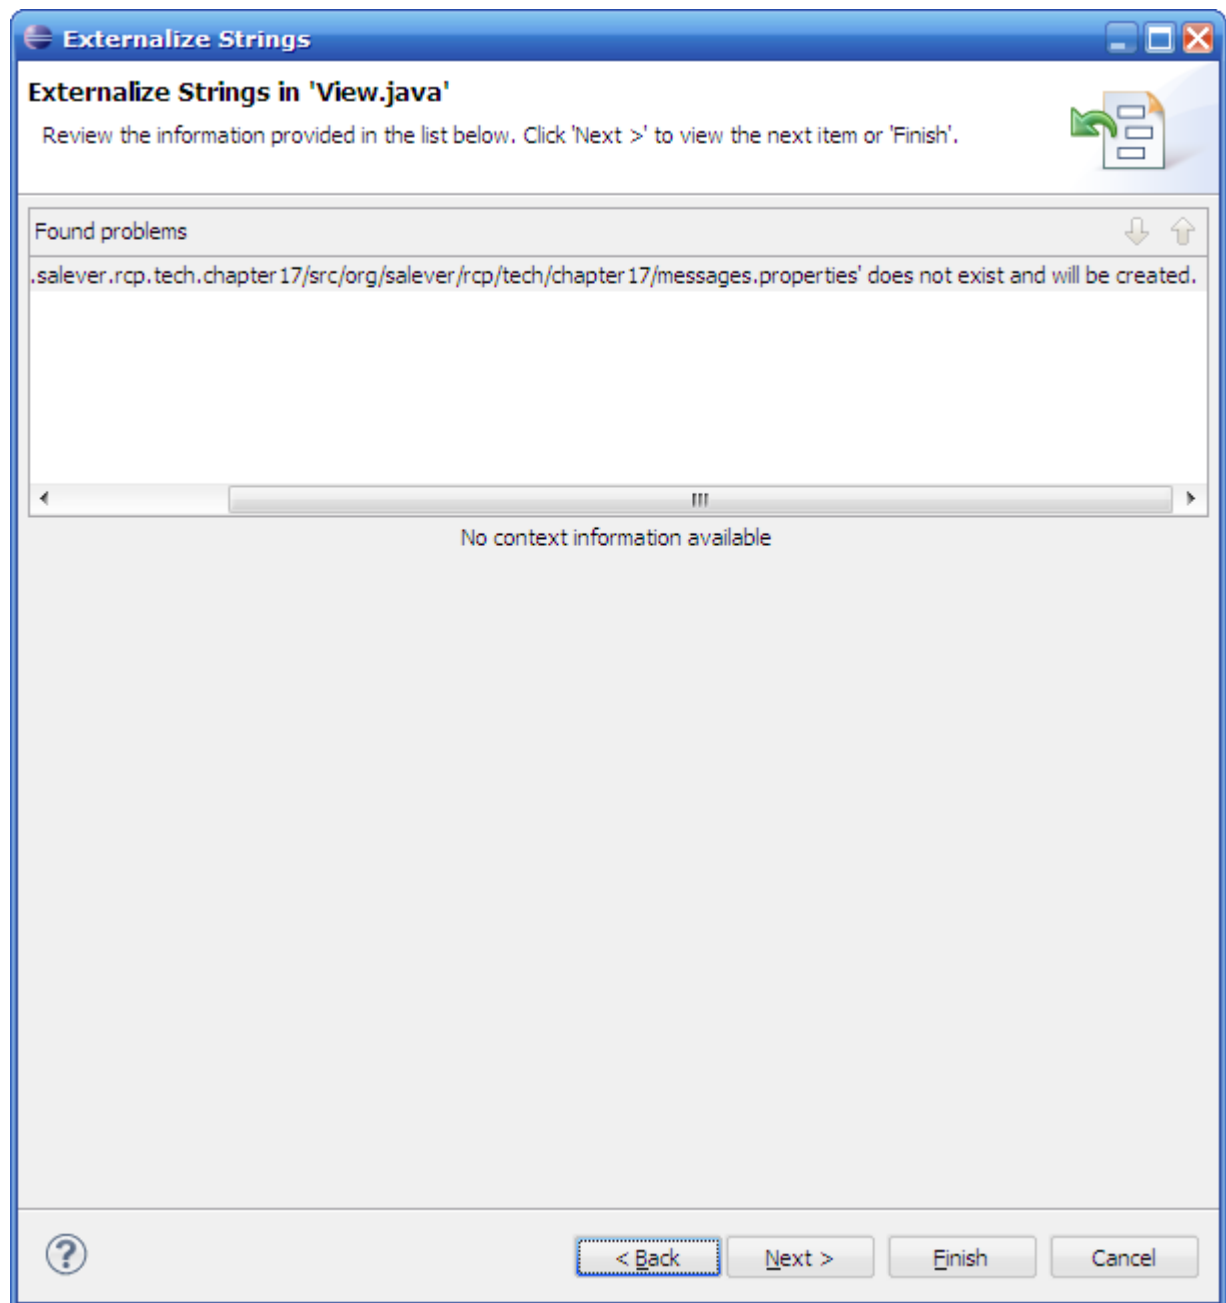 Externalize Strings
Externalize Strings in 'View.java'
Review the information provided in the list below. Click 'Next >' to view the next item or 'Finish'.
Found problems
.salever.rcp.tech.chapter17/src/org/salever/rcp/tech/chapter17/messages.properties' does not exist and will be created.
No context information available
< Back
Next >
Finish
Cancel